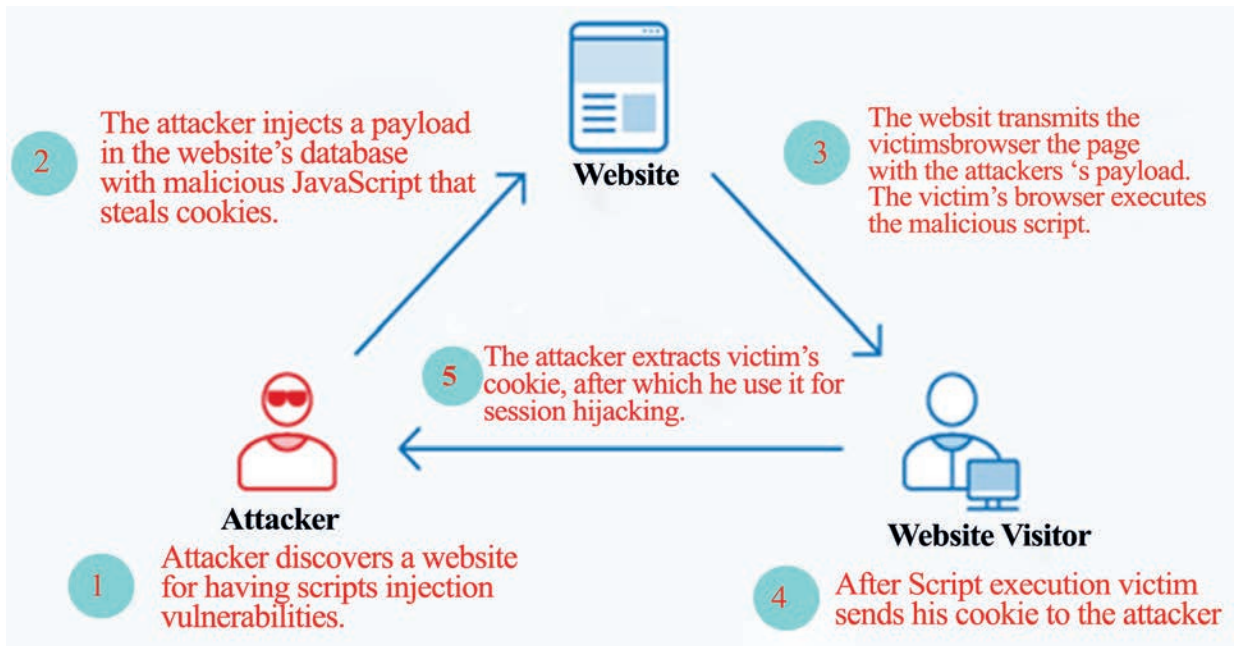 2
The attacker injects a payload
in the website's database
with malicious JavaScript that
steals cookies.
Website
3
The websit transmits the
victimsbrowser the page
with the attackers 's payload.
The victim's browser executes
the malicious script.
5
The attacker extracts victim's
cookie, after which he use it for
session hijacking.
Attacker
1
Attacker discovers a website
for having scripts injection
vulnerabilities.
Website Visitor
4
After Script execution victim
sends his cookie to the attacker